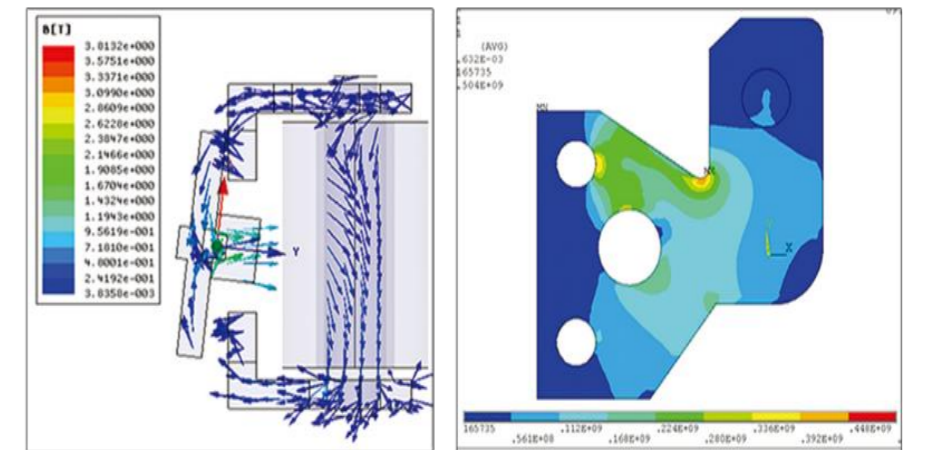 B[T]
3.8132e+000
3.5751e+000
3.3371e+000
3.0990e+000
2.8609e+000
2.6228e+000
2.3847e+000
2.1466e+000
1.9085e+000
1.6704e+000
1.4324e+000
1.1943e+000
9.5619e-001
7.1810e-001
4.8001e-001
2.4192e-001
3.8358e-003
Y
(AVG)
.632E-03
165735
.504E+09
MN
MX
Y
X
165735
.561E+08
.112E+09
.168E+09
.224E+09
.280E+09
.336E+09
.392E+09
.448E+09